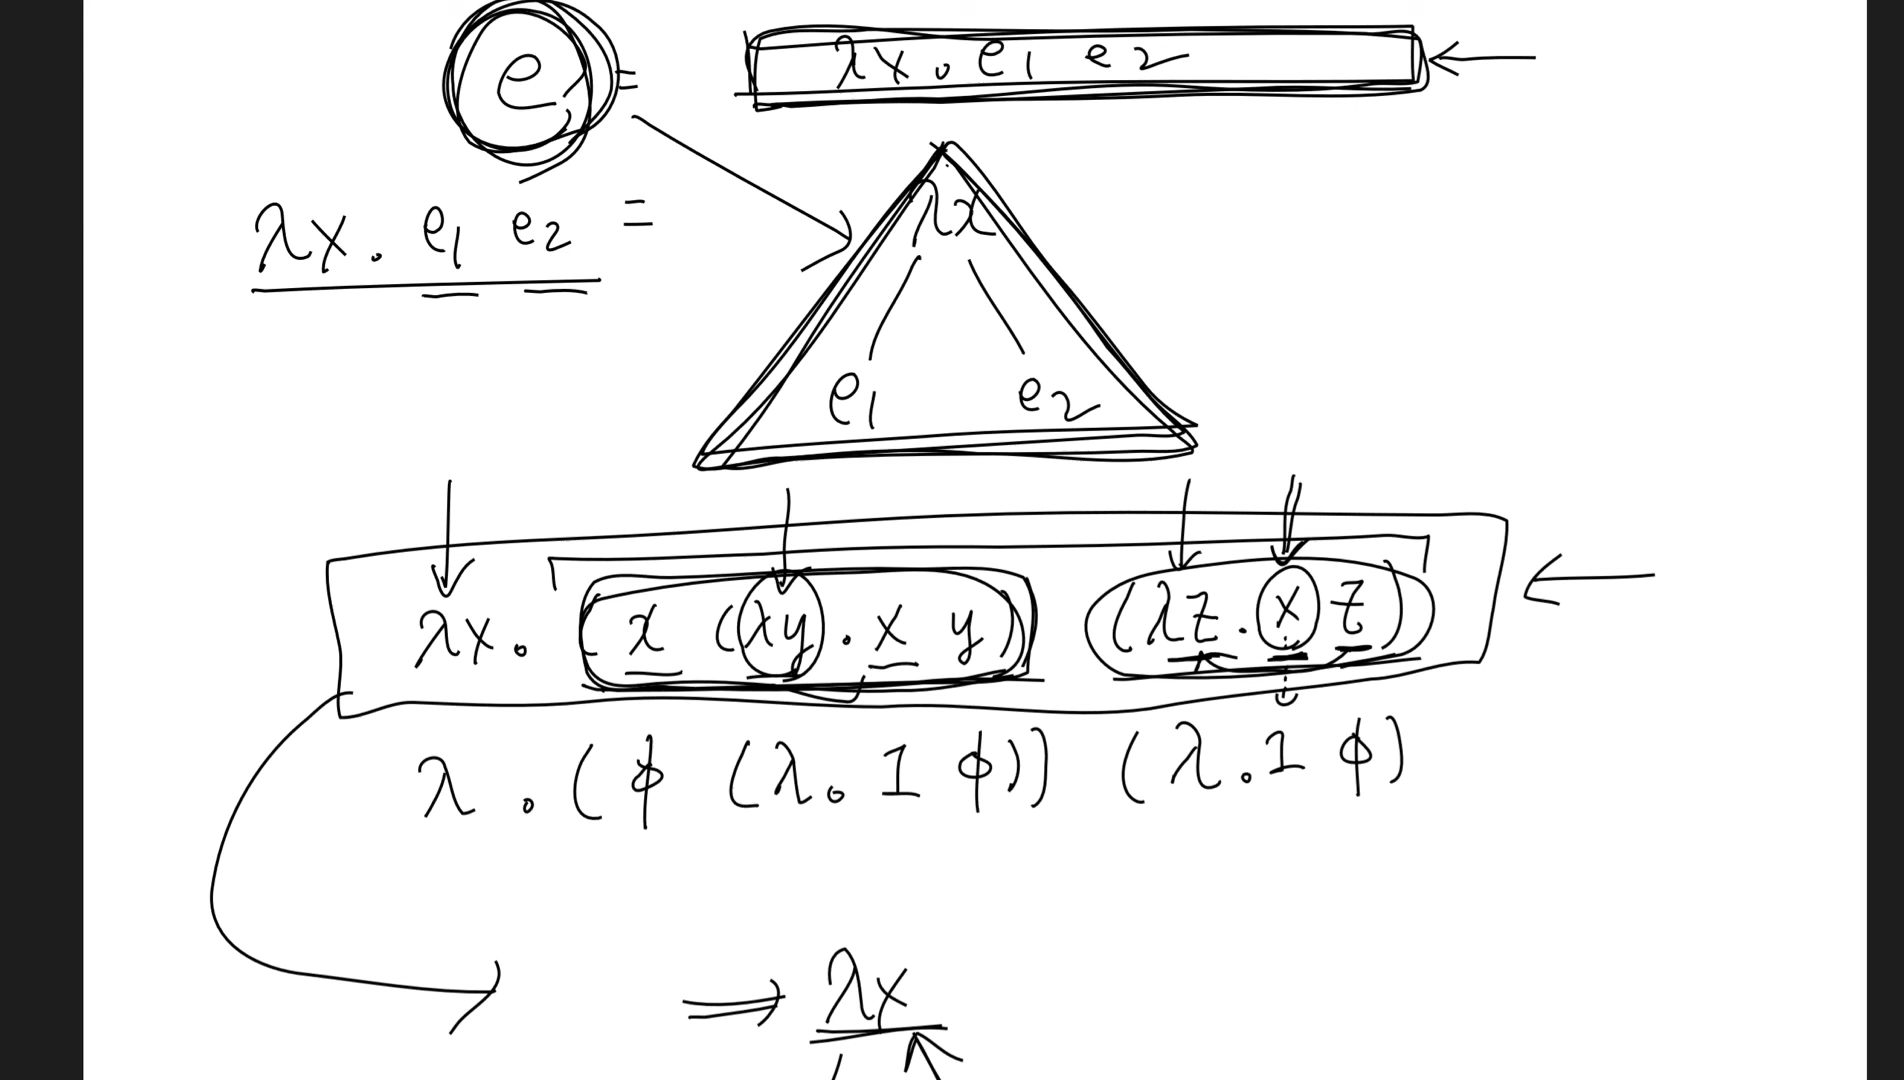 e =
λx . e1 e2
λx . e1 e2 =
λx
e1 e2
λx . ( x (λy . x y) ) (λz . x z)
λ . (ϕ (λ. 1 ϕ)) (λ. 1 ϕ)
⇒ λx